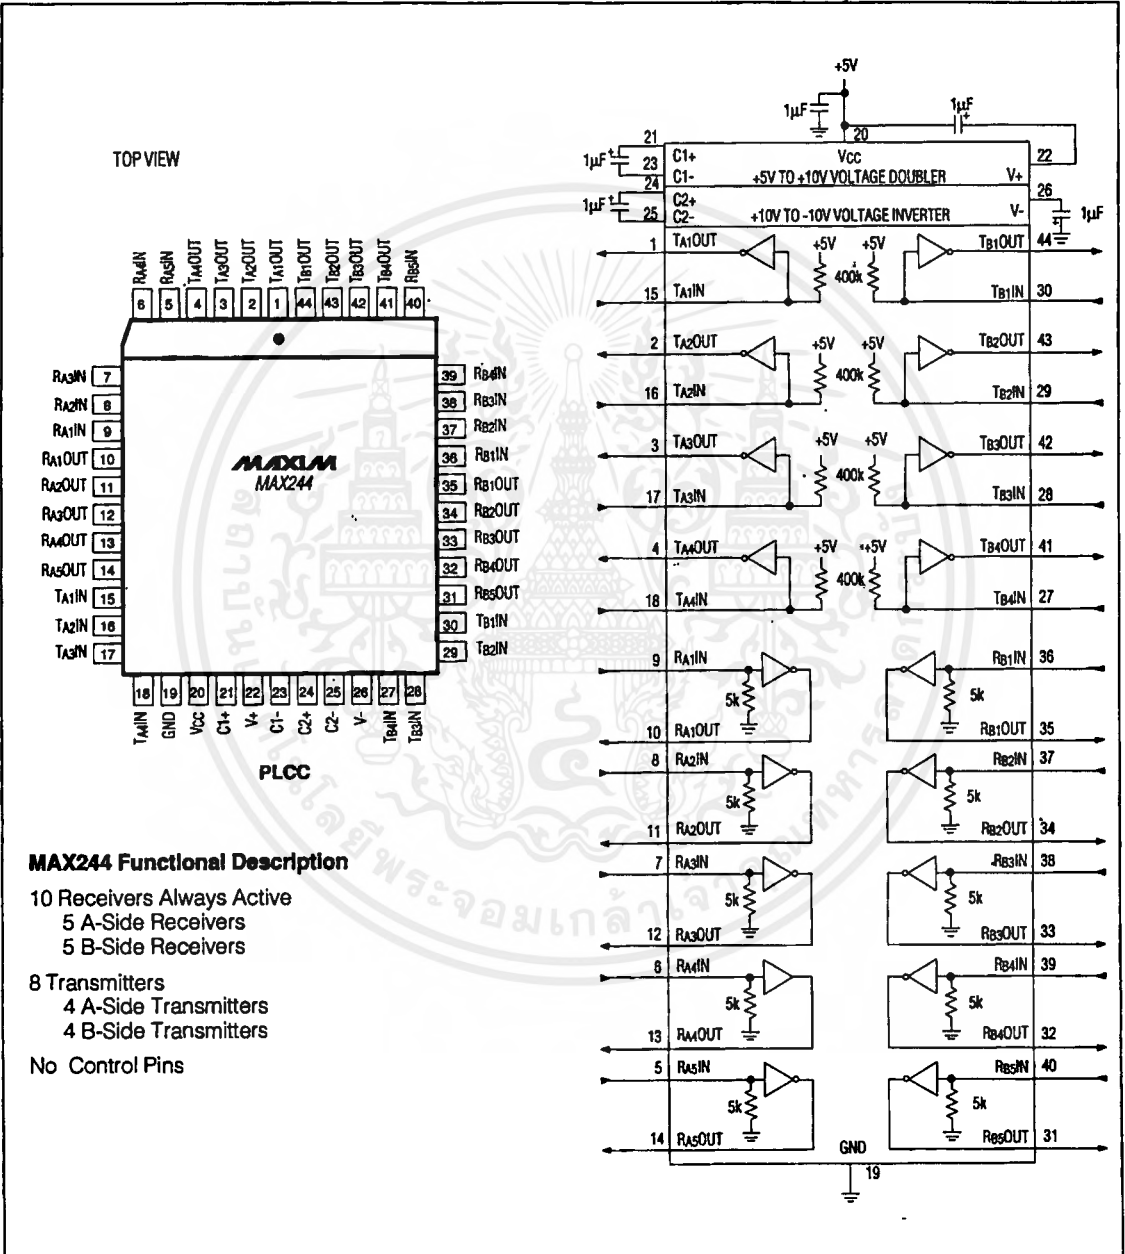 TOP VIEW
RA4IN RA5IN TA4OUT TA3OUT TA2OUT TA1OUT TB1OUT TB2OUT TB3OUT TB4OUT RB5IN
6 5 4 3 2 1 44 43 42 41 40
RA3IN 7
RA2IN 8
RA1IN 9
RA1OUT 10
RA2OUT 11
RA3OUT 12
RA4OUT 13
RA5OUT 14
TA1IN 15
TA2IN 16
TA3IN 17
MAXIM
MAX244
39 RB4IN
38 RB3IN
37 RB2IN
36 RB1IN
35 RB1OUT
34 RB2OUT
33 RB3OUT
32 RB4OUT
31 RB5OUT
30 TB1IN
29 TB2IN
18 19 20 21 22 23 24 25 26 27 28
TA4IN GND VCC C1+ V+ C1- C2+ C2- V- TB4IN TB3IN
PLCC
MAX244 Functional Description
10 Receivers Always Active
5 A-Side Receivers
5 B-Side Receivers
8 Transmitters
4 A-Side Transmitters
4 B-Side Transmitters
No Control Pins
+5V
1µF 1µF
20
21 VCC 22
1µF 23 C1+
C1- +5V TO +10V VOLTAGE DOUBLER V+
24 26
1µF C2+ V- 1µF
25 C2- +10V TO -10V VOLTAGE INVERTER
1 TA1OUT +5V +5V TB1OUT 44
400k
15 TA1IN TB1IN 30
2 TA2OUT +5V +5V TB2OUT 43
400k
16 TA2IN TB2IN 29
3 TA3OUT +5V +5V TB3OUT 42
400k
17 TA3IN TB3IN 28
4 TA4OUT +5V +5V TB4OUT 41
400k
18 TA4IN TB4IN 27
9 RA1IN RB1IN 36
5k 5k
10 RA1OUT RB1OUT 35
8 RA2IN RB2IN 37
5k 5k
11 RA2OUT RB2OUT 34
7 RA3IN RB3IN 38
5k 5k
12 RA3OUT RB3OUT 33
6 RA4IN RB4IN 39
5k 5k
13 RA4OUT RB4OUT 32
5 RA5IN RB5IN 40
5k 5k
14 RA5OUT RB5OUT 31
GND
19